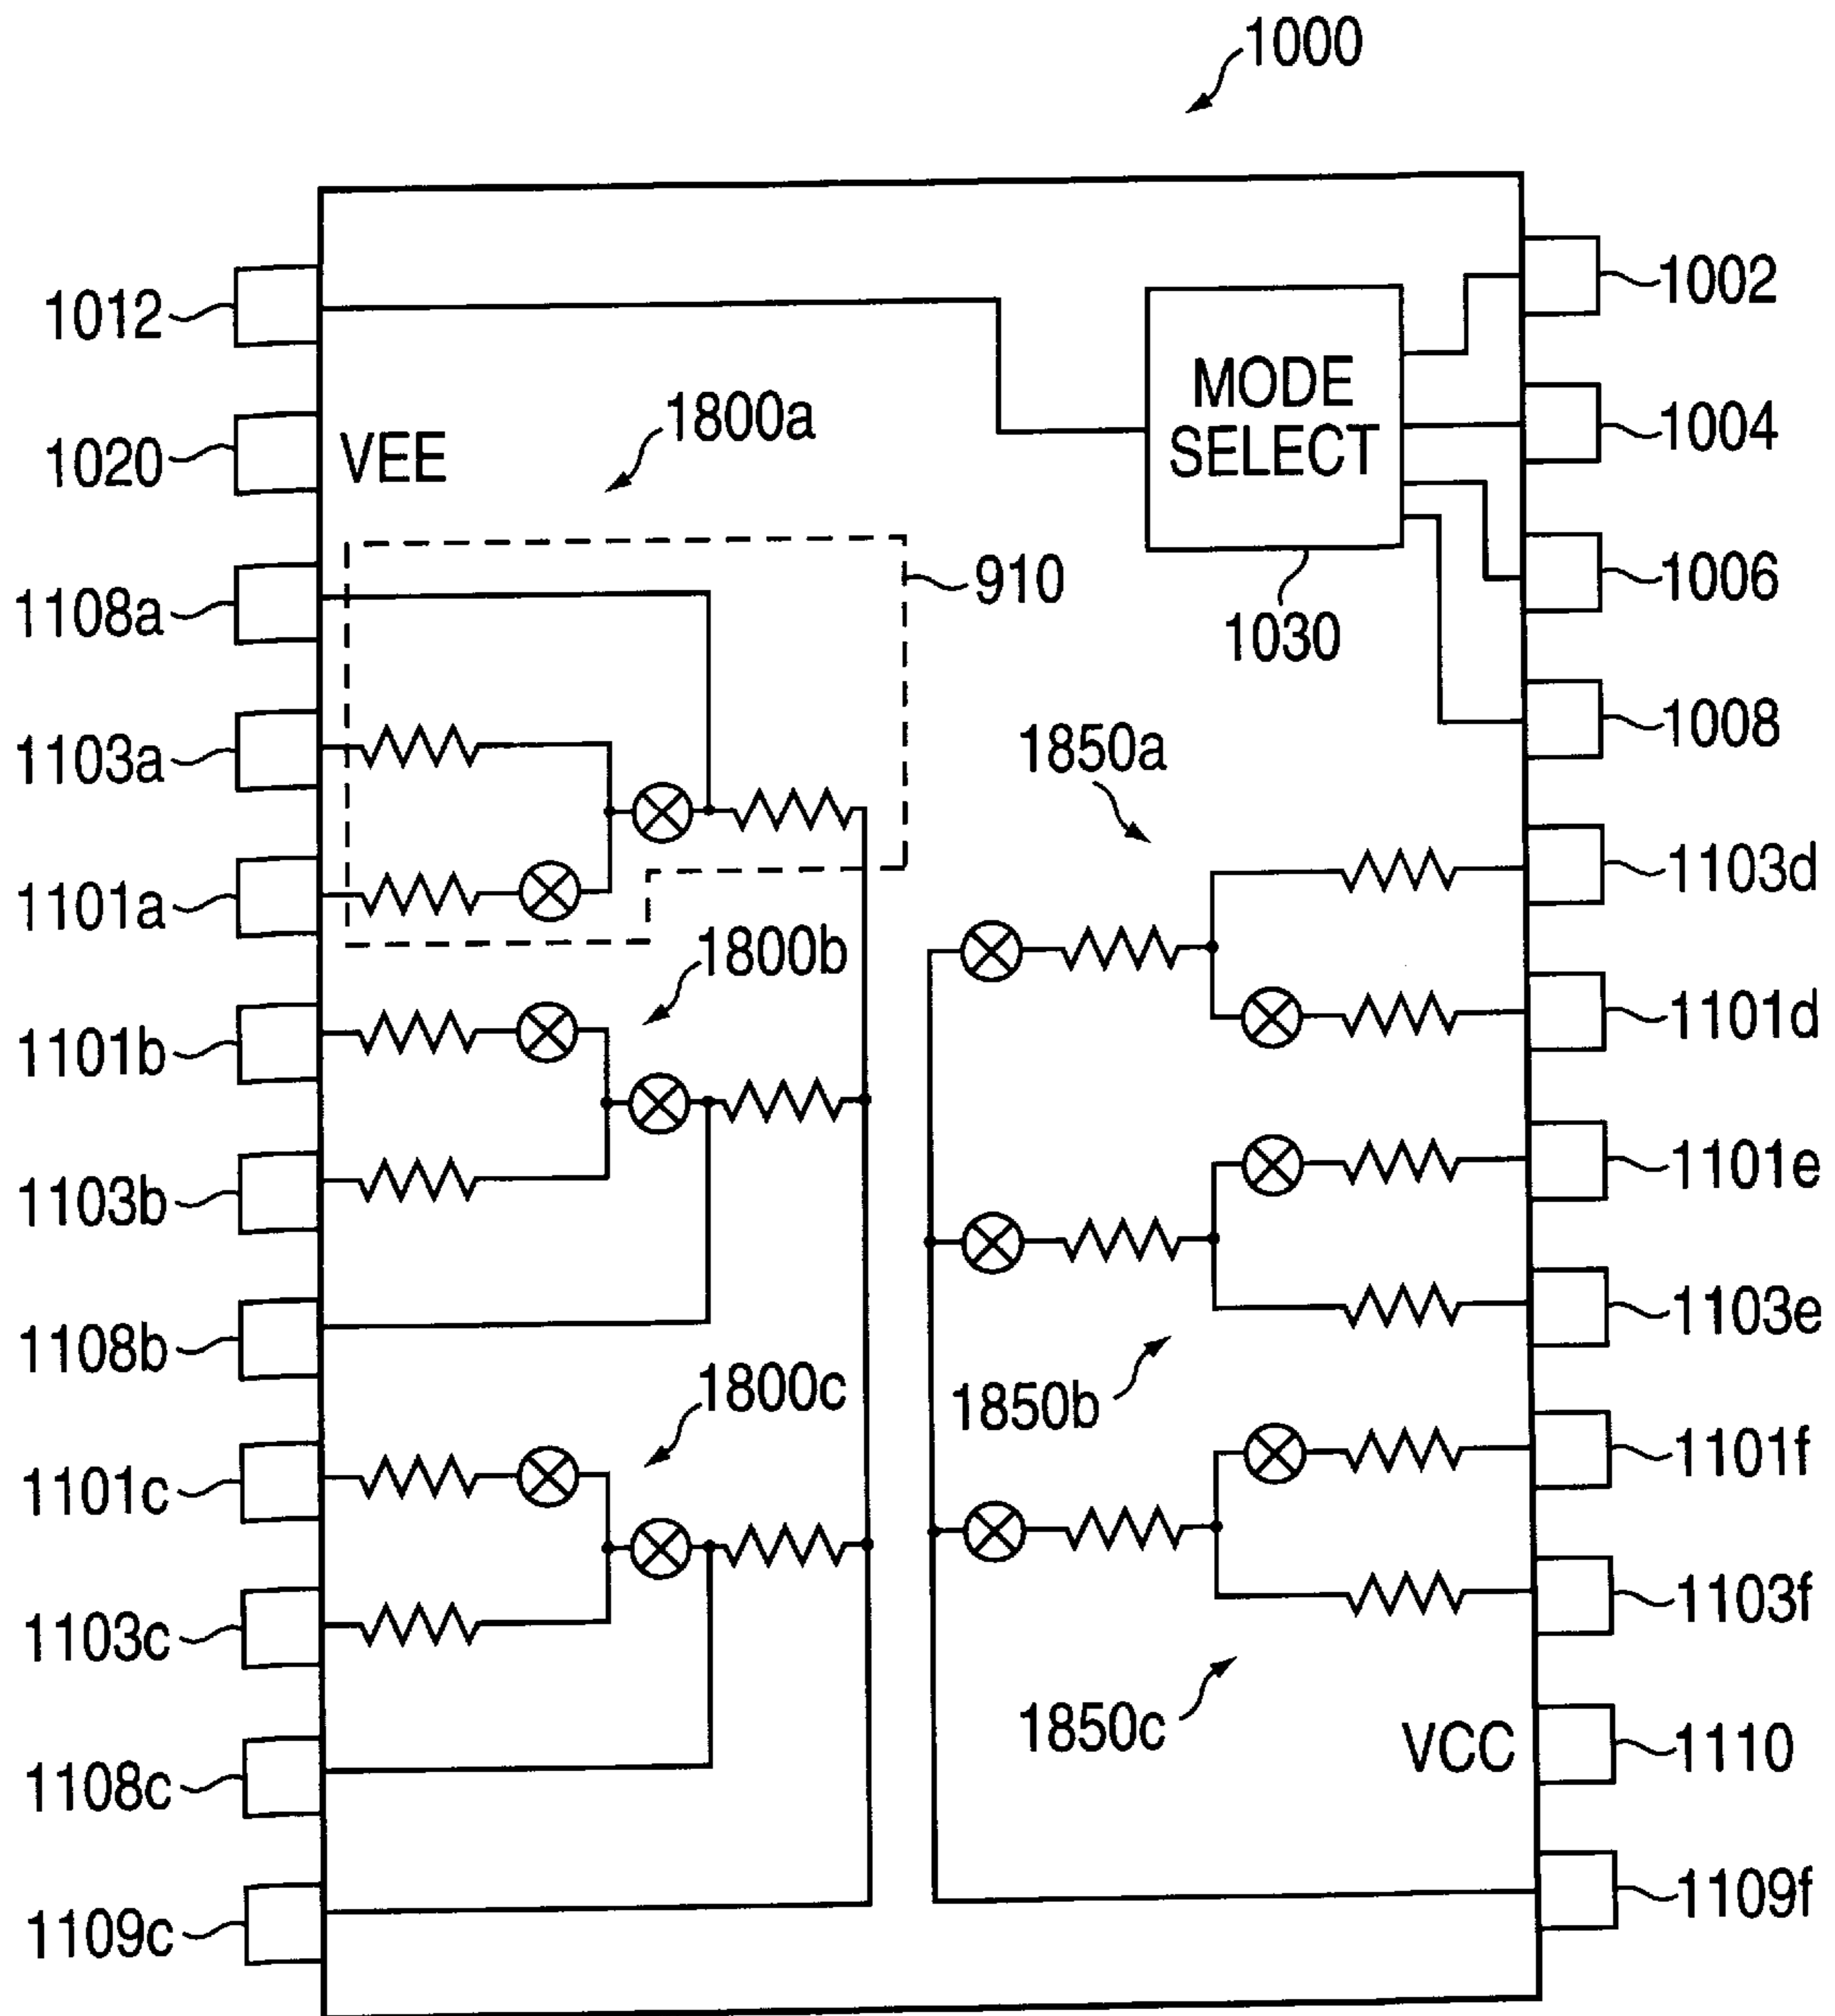 1000
1012
1002
MODE
SELECT
1800a
1004
1020
VEE
910
1006
1108a
1030
1008
1103a
1850a
1103d
1101a
1800b
1101d
1101b
1101e
1103b
1103e
1108b
1800c
1850b
1101f
1101c
1103f
1103c
1850c
VCC
1110
1108c
1109f
1109c